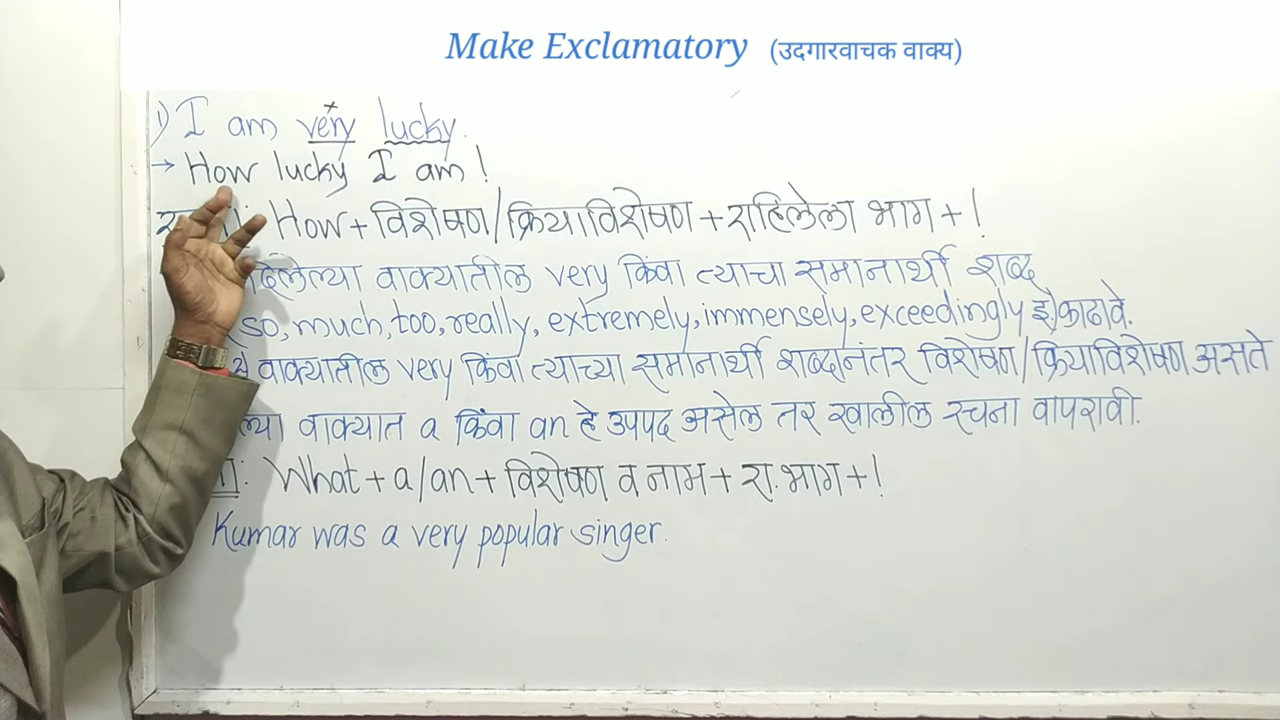 Make Exclamatory (उदगारवाचक वाक्य)
1) I am very lucky.
→ How lucky I am!
How + विशेषण/क्रियाविशेषण + राहिलेला भाग + !
दिलेल्या वाक्यातील very किंवा त्याचा समानार्थी शब्द
so, much, too, really, extremely, immensely, exceedingly इ) काढावे.
वाक्यातील very किंवा त्याच्या समानार्थी शब्दानंतर विशेषण/क्रियाविशेषण असते
वाक्यात a किंवा an हे उपपद असेल तर खालील रचना वापरावी.
What + a/an + विशेषण व नाम + रा. भाग + !
Kumar was a very popular singer.